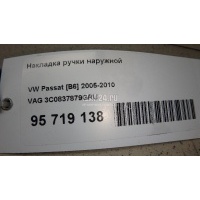 Накладка ручки наружной
VW Passat [B6] 2005-2010
VAG 3C0837879GRU
95 719 138